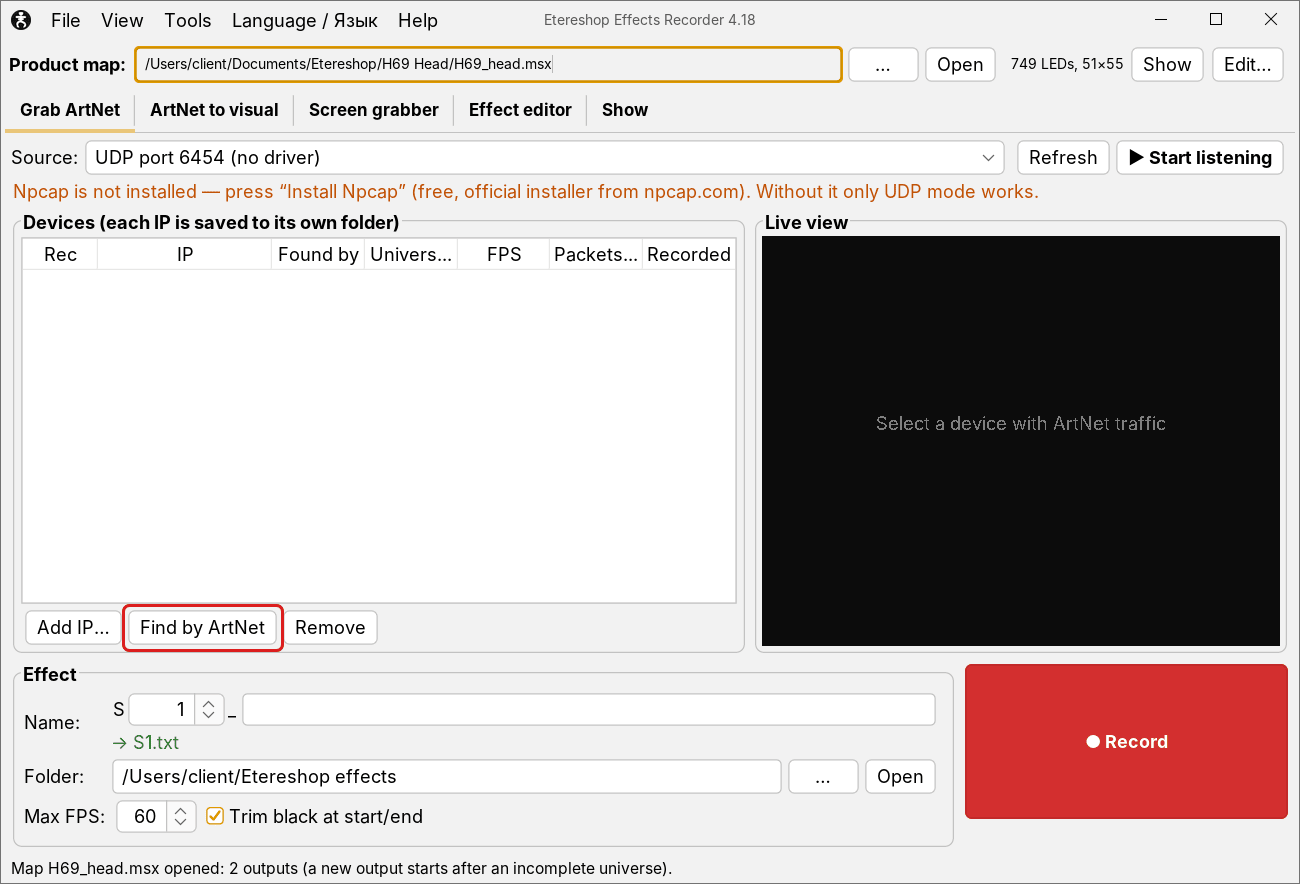 File View Tools Language / Язык Help Etereshop Effects Recorder 4.18
Product map: /Users/client/Documents/Etereshop/H69 Head/H69_head.msx ... Open 749 LEDs, 51×55 Show Edit...
Grab ArtNet ArtNet to visual Screen grabber Effect editor Show
Source: UDP port 6454 (no driver) Refresh ▶ Start listening
Npcap is not installed — press “Install Npcap” (free, official installer from npcap.com). Without it only UDP mode works.
Devices (each IP is saved to its own folder) Live view
Rec IP Found by Univers... FPS Packets... Recorded
Select a device with ArtNet traffic
Add IP... Find by ArtNet Remove
Effect
Name: S 1 _
→ S1.txt
● Record
Folder: /Users/client/Etereshop effects ... Open
Max FPS: 60 Trim black at start/end
Map H69_head.msx opened: 2 outputs (a new output starts after an incomplete universe).